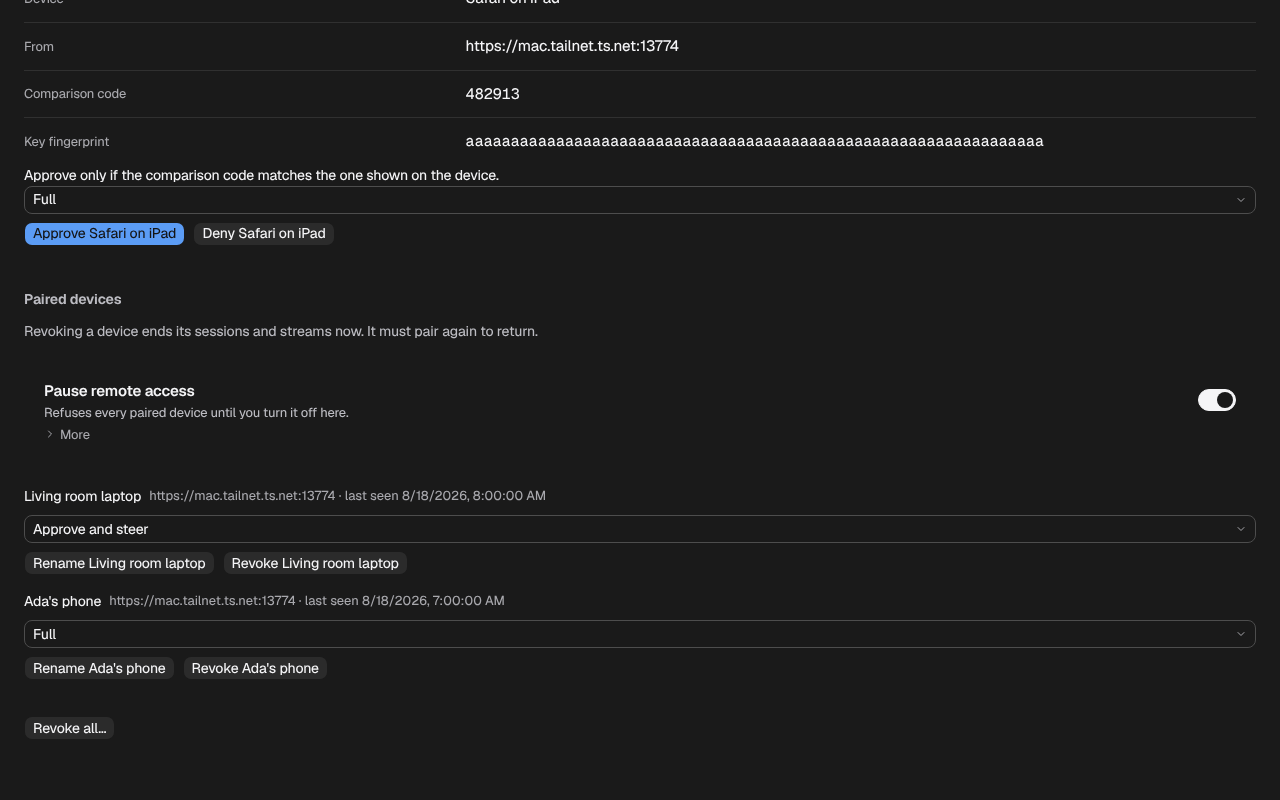 Device Safari on iPad
From https://mac.tailnet.ts.net:13774
Comparison code 482913
Key fingerprint aaaaaaaaaaaaaaaaaaaaaaaaaaaaaaaaaaaaaaaaaaaaaaaaaaaaaaaaaaaaaaaa
Approve only if the comparison code matches the one shown on the device.
Full
Approve Safari on iPad Deny Safari on iPad
Paired devices
Revoking a device ends its sessions and streams now. It must pair again to return.
Pause remote access
Refuses every paired device until you turn it off here.
More
Living room laptop https://mac.tailnet.ts.net:13774 · last seen 8/18/2026, 8:00:00 AM
Approve and steer
Rename Living room laptop Revoke Living room laptop
Ada's phone https://mac.tailnet.ts.net:13774 · last seen 8/18/2026, 7:00:00 AM
Full
Rename Ada's phone Revoke Ada's phone
Revoke all…